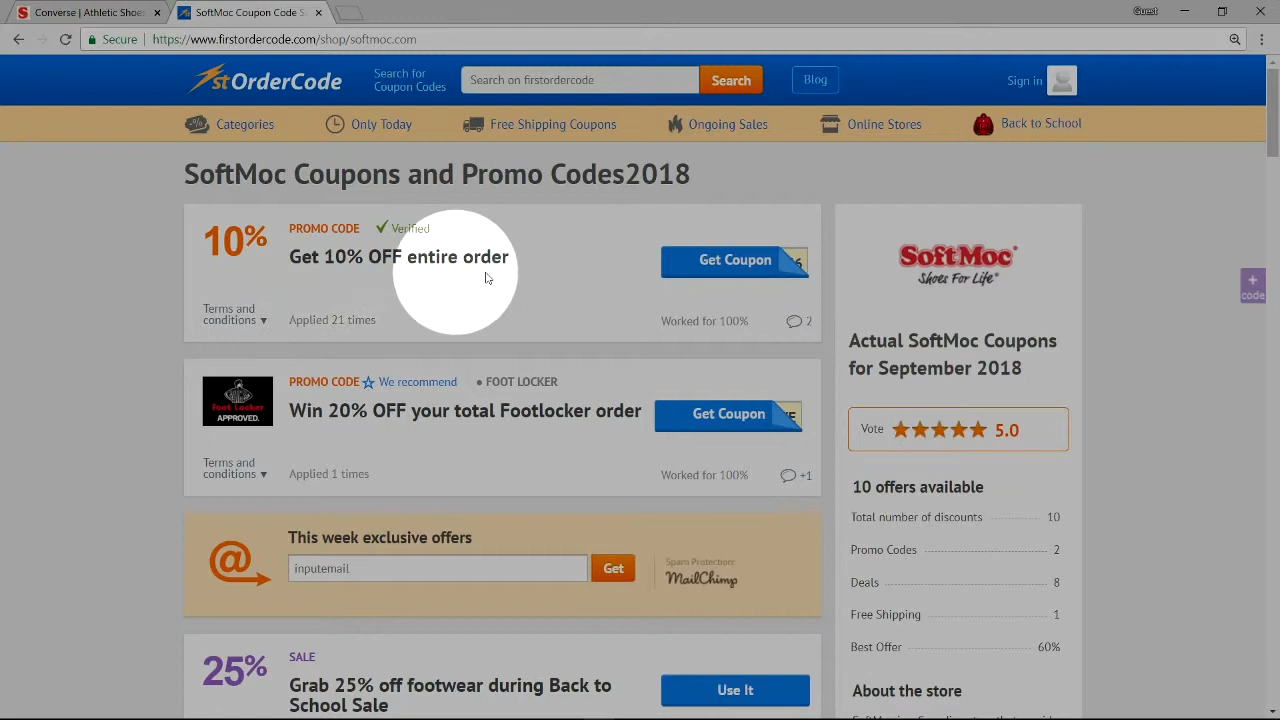 Converse | Athletic Shoe
SoftMoc Coupon Code S
Guest
Secure
https://www.firstordercode.com/shop/softmoc.com
1stOrderCode
Search for
Coupon Codes
Search on firstordercode
Search
Blog
Sign in
Categories
Only Today
Free Shipping Coupons
Ongoing Sales
Online Stores
Back to School
SoftMoc Coupons and Promo Codes2018
10%
PROMO CODE
Verified
Get 10% OFF entire order
Get Coupon
Terms and
conditions ▾
Applied 21 times
Worked for 100%
2
PROMO CODE
We recommend
• FOOT LOCKER
Foot Locker
APPROVED.
Win 20% OFF your total Footlocker order
Get Coupon
Terms and
conditions ▾
Applied 1 times
Worked for 100%
+1
@
This week exclusive offers
inputemail
Get
Spam Protection:
MailChimp
25%
SALE
Grab 25% off footwear during Back to
School Sale
Use It
SOFTMOC
Shoes For Life®
Actual SoftMoc Coupons
for September 2018
Vote
5.0
10 offers available
Total number of discounts 10
Promo Codes 2
Deals 8
Free Shipping 1
Best Offer 60%
About the store
+
code